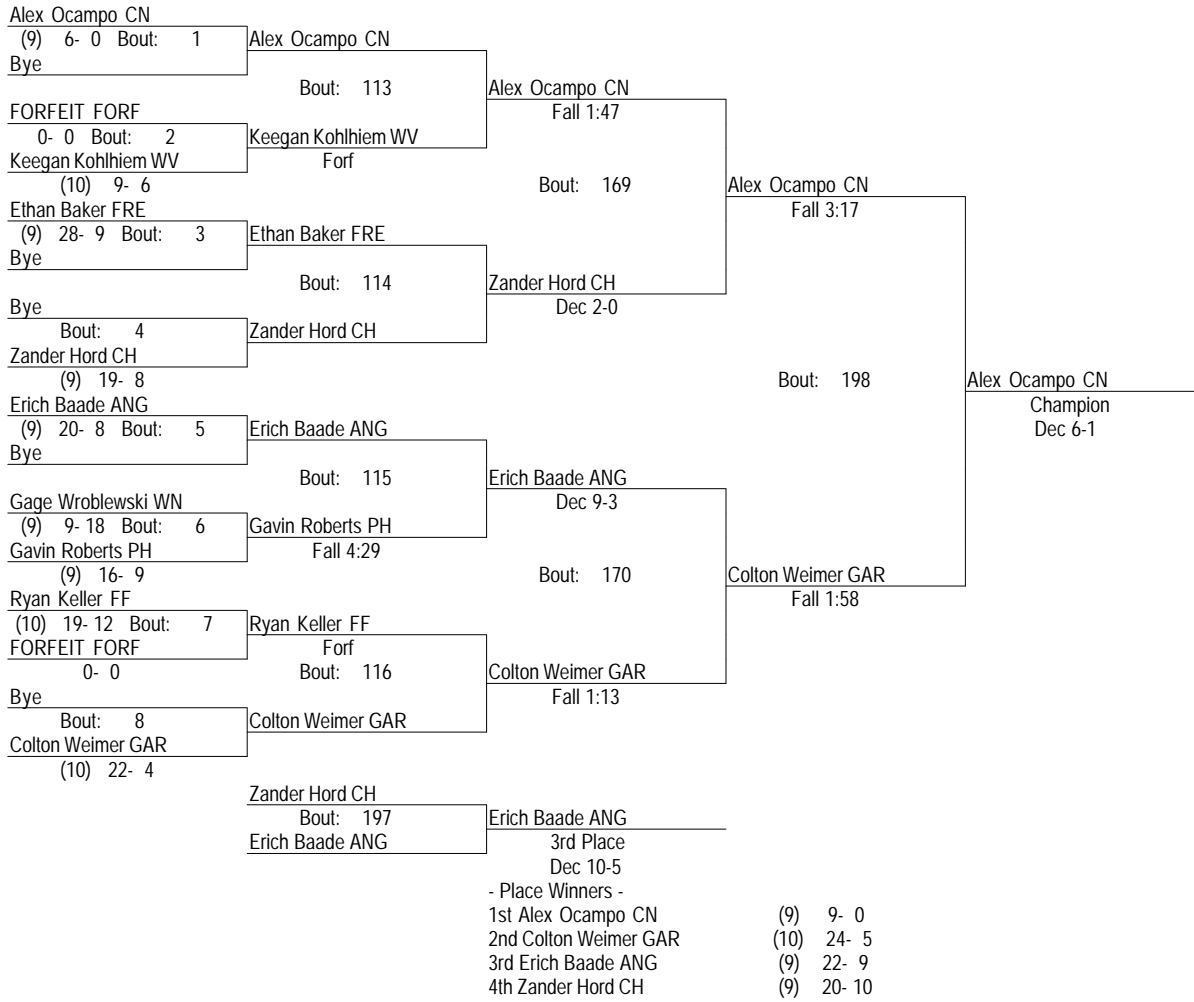 Alex Ocampo CN
(9) 6- 0 Bout: 1
Bye
FORFEIT FORF
0- 0 Bout: 2
Keegan Kohlhiem WV
(10) 9- 6
Ethan Baker FRE
(9) 28- 9 Bout: 3
Bye
Bye
Bout: 4
Zander Hord CH
(9) 19- 8
Erich Baade ANG
(9) 20- 8 Bout: 5
Bye
Gage Wroblewski WN
(9) 9- 18 Bout: 6
Gavin Roberts PH
(9) 16- 9
Ryan Keller FF
(10) 19- 12 Bout: 7
FORFEIT FORF
0- 0
Bye
Bout: 8
Colton Weimer GAR
(10) 22- 4
Alex Ocampo CN
Bout: 113
Keegan Kohlhiem WV
Forf
Ethan Baker FRE
Bout: 114
Zander Hord CH
Erich Baade ANG
Bout: 115
Gavin Roberts PH
Fall 4:29
Ryan Keller FF
Forf
Bout: 116
Colton Weimer GAR
Alex Ocampo CN
Fall 1:47
Bout: 169
Zander Hord CH
Dec 2-0
Erich Baade ANG
Dec 9-3
Bout: 170
Colton Weimer GAR
Fall 1:13
Alex Ocampo CN
Fall 3:17
Bout: 198
Colton Weimer GAR
Fall 1:58
Alex Ocampo CN
Champion
Dec 6-1
Zander Hord CH
Bout: 197
Erich Baade ANG
Erich Baade ANG
3rd Place
Dec 10-5
- Place Winners -
1st Alex Ocampo CN (9) 9- 0
2nd Colton Weimer GAR (10) 24- 5
3rd Erich Baade ANG (9) 22- 9
4th Zander Hord CH (9) 20- 10